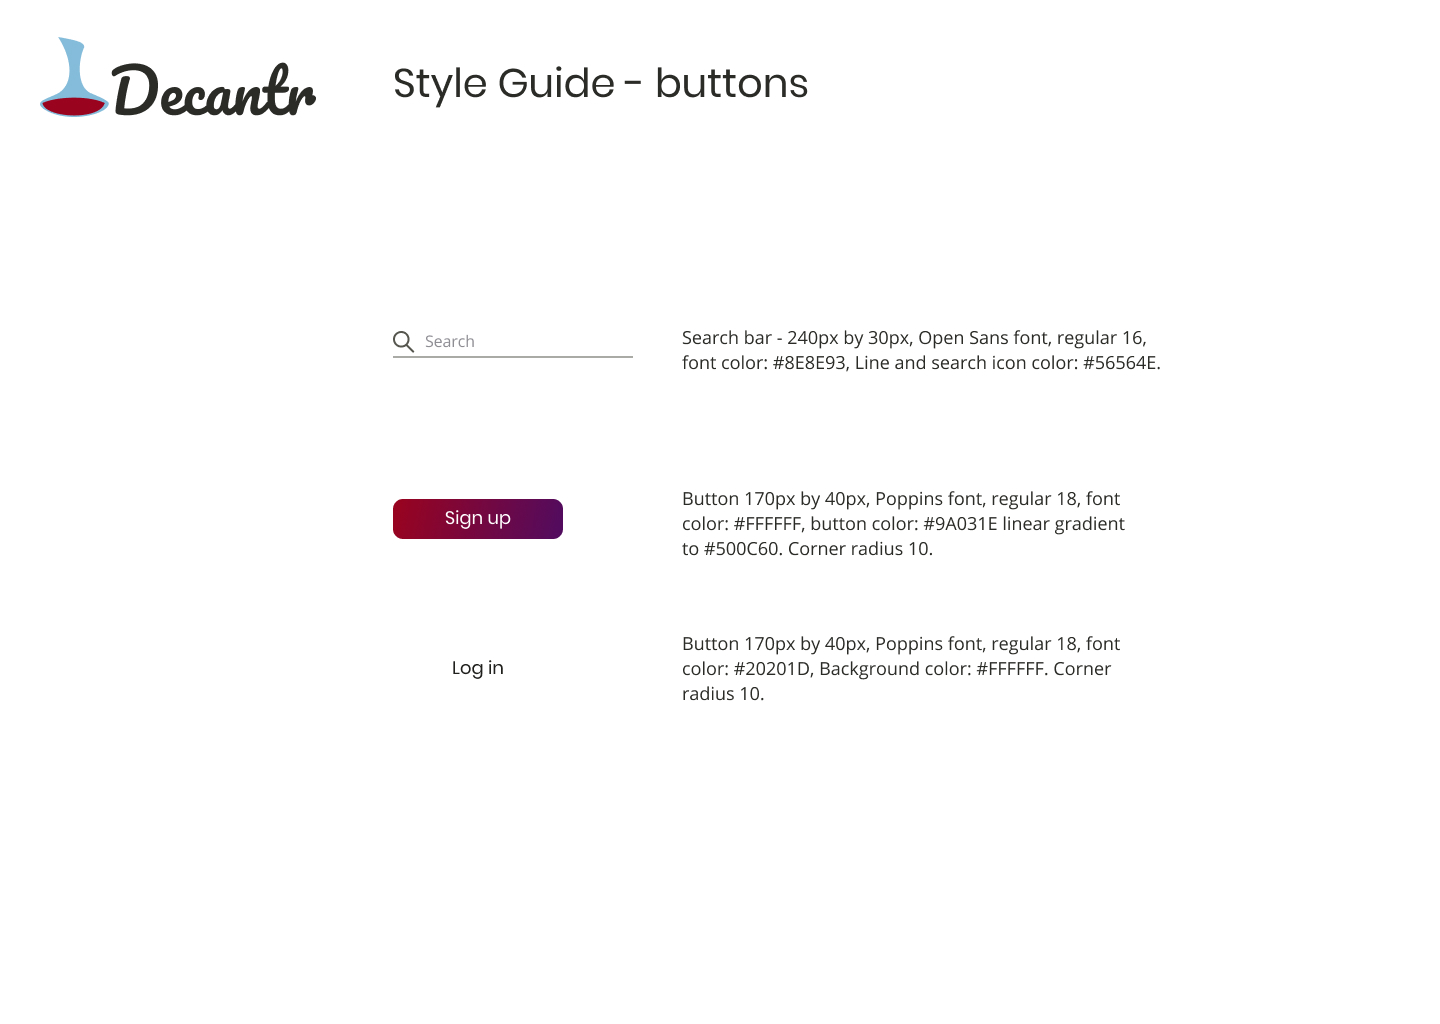 Decantr
Style Guide - buttons
Search
Search bar - 240px by 30px, Open Sans font, regular 16,
font color: #8E8E93, Line and search icon color: #56564E.
Sign up
Button 170px by 40px, Poppins font, regular 18, font
color: #FFFFFF, button color: #9A031E linear gradient
to #500C60. Corner radius 10.
Log in
Button 170px by 40px, Poppins font, regular 18, font
color: #20201D, Background color: #FFFFFF. Corner
radius 10.